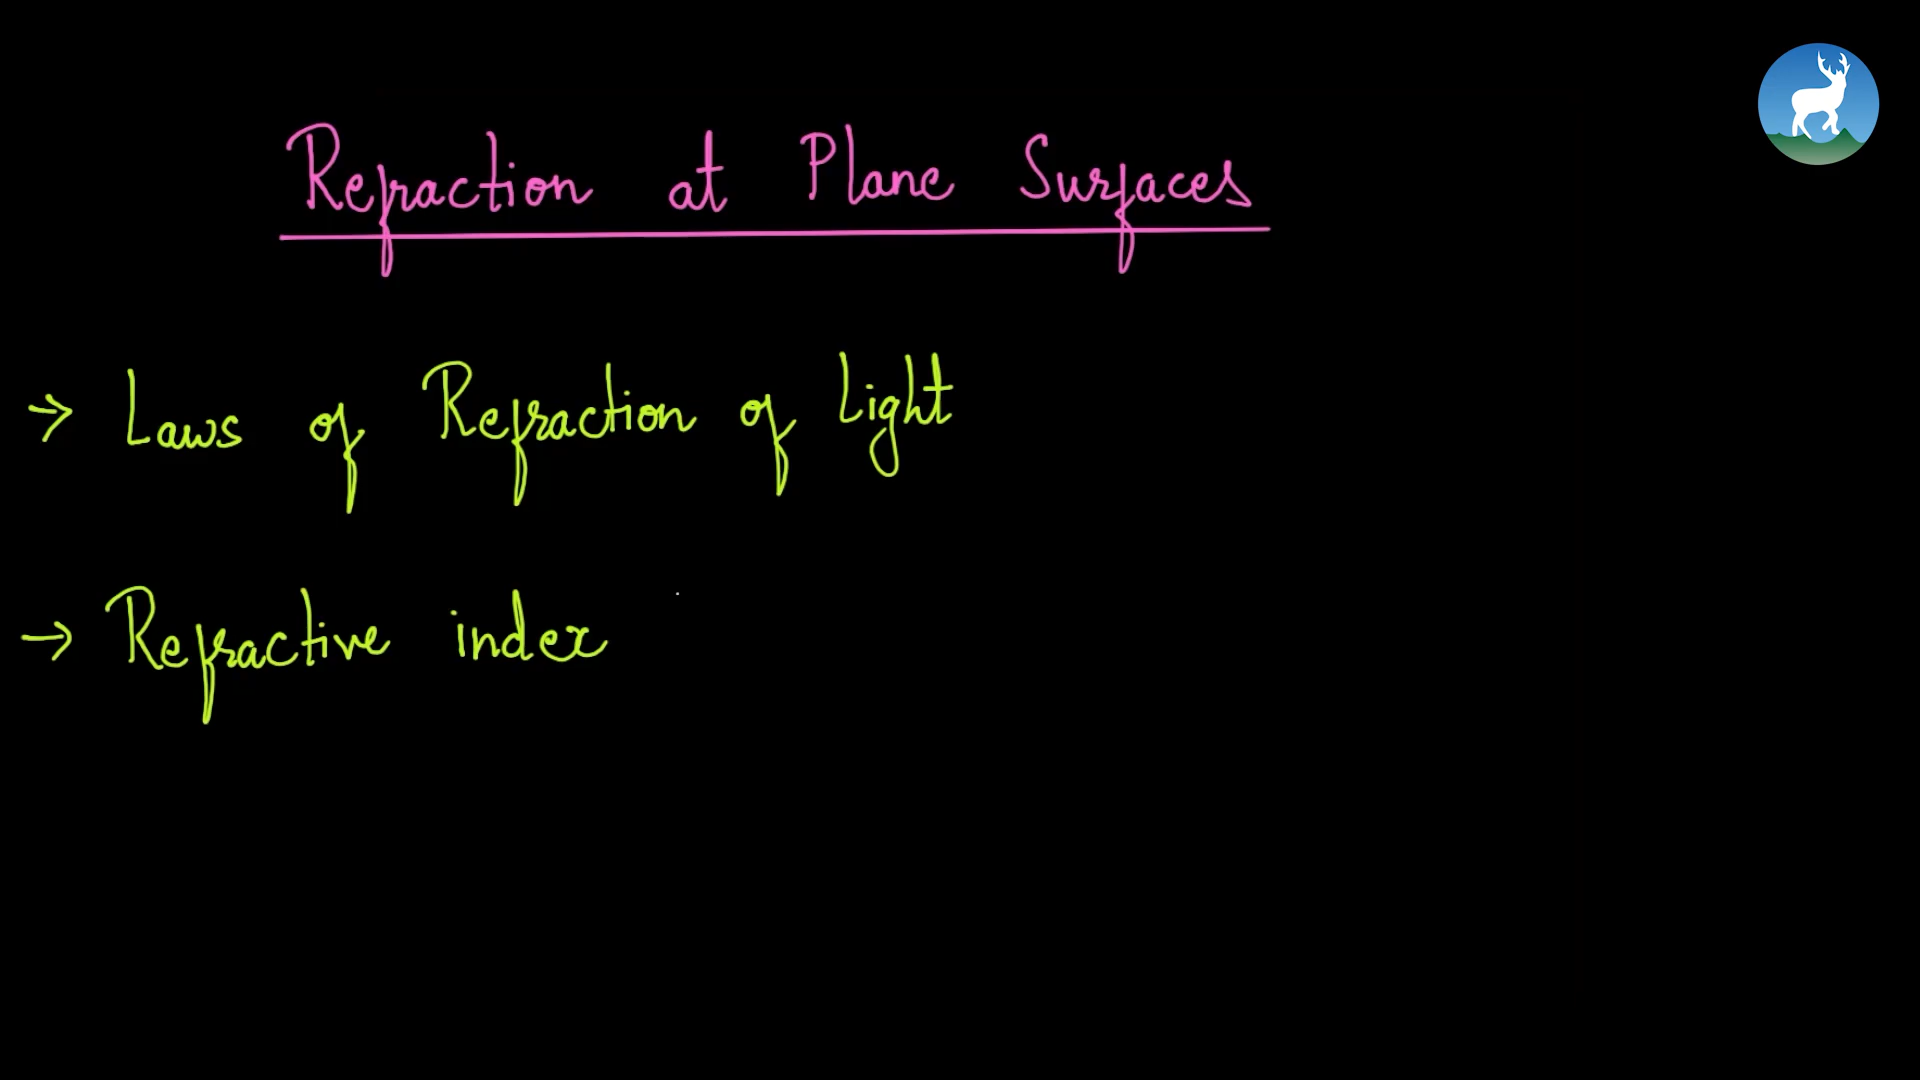 Refraction at Plane Surfaces
→ Laws of Refraction of Light
→ Refractive index